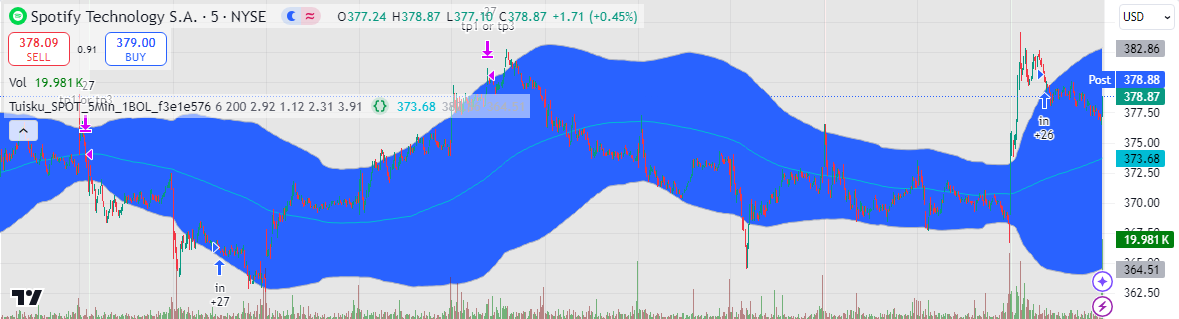 Spotify Technology S.A. · 5 · NYSE O377.24 H378.87 L377.10 C378.87 +1.71 (+0.45%)
USD
27
tp1 or tp3
378.09
SELL
0.91
379.00
BUY
382.86
Post 378.88
378.87
Vol 19.981 K
27
Tuisku_SPOT_5Min_1BOL_f3e1e576 6 200 2.92 1.12 2.31 3.91 373.68
377.50
in
+26
375.00
373.68
372.50
370.00
19.981 K
364.51
in
+27
362.50